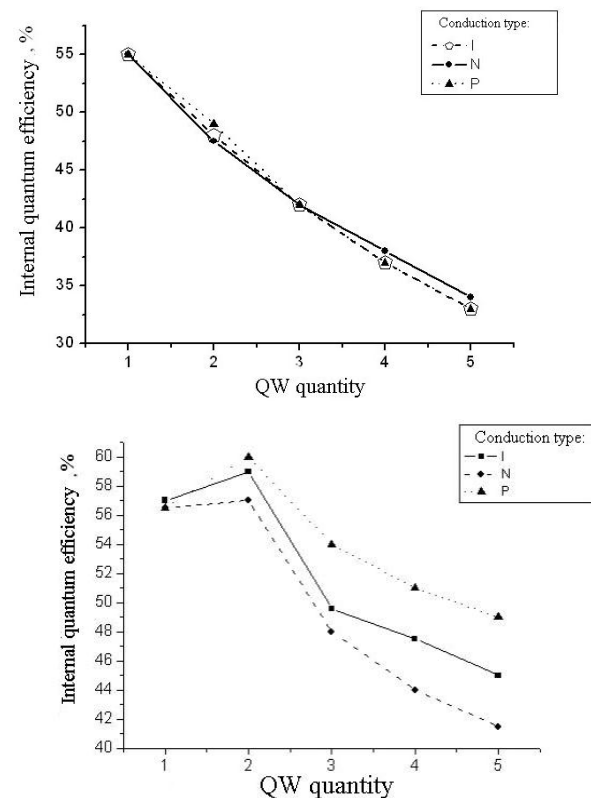 Conduction type:
I
N
P
Internal quantum efficiency , %
55
50
45
40
35
30
1 2 3 4 5
QW quantity
Conduction type:
I
N
P
Internal quantum efficiency , %
60
58
56
54
52
50
48
46
44
42
40
1 2 3 4 5
QW quantity